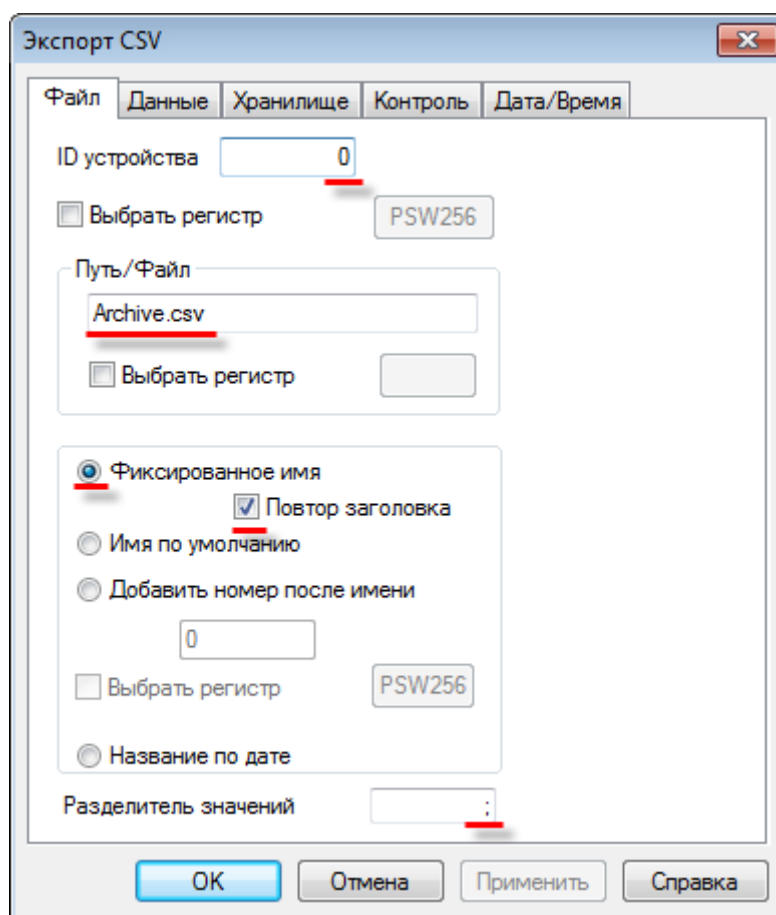 Экспорт CSV
Файл Данные Хранилище Контроль Дата/Время
ID устройства 0
Выбрать регистр PSW256
Путь/Файл
Archive.csv
Выбрать регистр
Фиксированное имя
Повтор заголовка
Имя по умолчанию
Добавить номер после имени
0
Выбрать регистр PSW256
Название по дате
Разделитель значений ;
OK Отмена Применить Справка